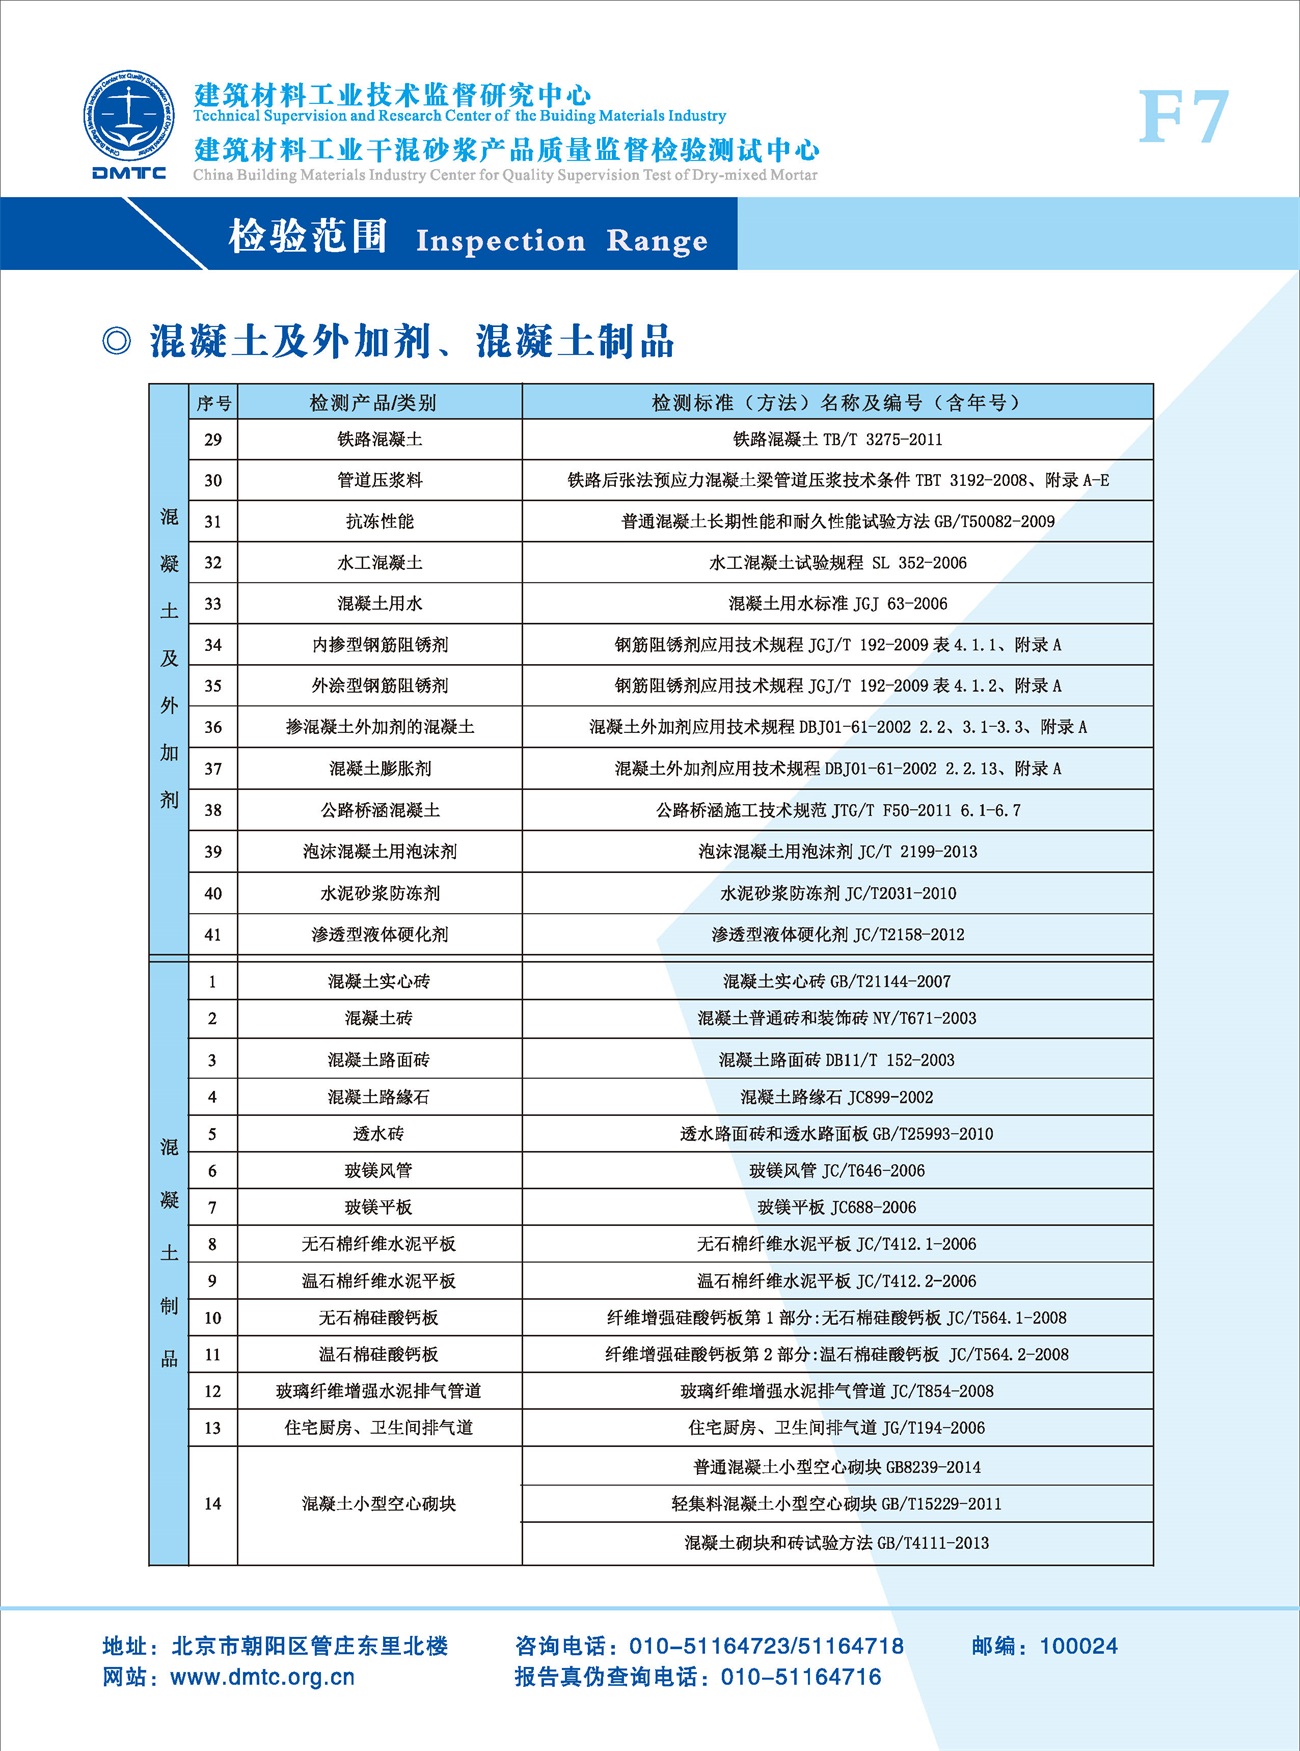 建筑材料工业技术监督研究中心
Technical Supervision and Research Center of the Buiding Materials Industry
建筑材料工业干混砂浆产品质量监督检验测试中心
China Building Materials Industry Center for Quality Supervision Test of Dry-mixed Mortar
DMTC
F7
检验范围 Inspection Range
◎ 混凝土及外加剂、混凝土制品
序号 检测产品/类别 检测标准（方法）名称及编号（含年号）
混凝土及外加剂
29 铁路混凝土 铁路混凝土 TB/T 3275-2011
30 管道压浆料 铁路后张法预应力混凝土梁管道压浆技术条件 TBT 3192-2008、附录 A-E
31 抗冻性能 普通混凝土长期性能和耐久性能试验方法 GB/T50082-2009
32 水工混凝土 水工混凝土试验规程 SL 352-2006
33 混凝土用水 混凝土用水标准 JGJ 63-2006
34 内掺型钢筋阻锈剂 钢筋阻锈剂应用技术规程 JGJ/T 192-2009 表 4.1.1、附录 A
35 外涂型钢筋阻锈剂 钢筋阻锈剂应用技术规程 JGJ/T 192-2009 表 4.1.2、附录 A
36 掺混凝土外加剂的混凝土 混凝土外加剂应用技术规程 DBJ01-61-2002 2.2、3.1-3.3、附录 A
37 混凝土膨胀剂 混凝土外加剂应用技术规程 DBJ01-61-2002 2.2.13、附录 A
38 公路桥涵混凝土 公路桥涵施工技术规范 JTG/T F50-2011 6.1-6.7
39 泡沫混凝土用泡沫剂 泡沫混凝土用泡沫剂 JC/T 2199-2013
40 水泥砂浆防冻剂 水泥砂浆防冻剂 JC/T2031-2010
41 渗透型液体硬化剂 渗透型液体硬化剂 JC/T2158-2012
混凝土制品
1 混凝土实心砖 混凝土实心砖 GB/T21144-2007
2 混凝土砖 混凝土普通砖和装饰砖 NY/T671-2003
3 混凝土路面砖 混凝土路面砖 DB11/T 152-2003
4 混凝土路緣石 混凝土路缘石 JC899-2002
5 透水砖 透水路面砖和透水路面板 GB/T25993-2010
6 玻镁风管 玻镁风管 JC/T646-2006
7 玻镁平板 玻镁平板 JC688-2006
8 无石棉纤维水泥平板 无石棉纤维水泥平板 JC/T412.1-2006
9 温石棉纤维水泥平板 温石棉纤维水泥平板 JC/T412.2-2006
10 无石棉硅酸钙板 纤维增强硅酸钙板第 1 部分:无石棉硅酸钙板 JC/T564.1-2008
11 温石棉硅酸钙板 纤维增强硅酸钙板第 2 部分:温石棉硅酸钙板 JC/T564.2-2008
12 玻璃纤维增强水泥排气管道 玻璃纤维增强水泥排气管道 JC/T854-2008
13 住宅厨房、卫生间排气道 住宅厨房、卫生间排气道 JG/T194-2006
14 混凝土小型空心砌块 普通混凝土小型空心砌块 GB8239-2014
轻集料混凝土小型空心砌块 GB/T15229-2011
混凝土砌块和砖试验方法 GB/T4111-2013
地址：北京市朝阳区管庄东里北楼 咨询电话：010-51164723/51164718 邮编：100024
网站：www.dmtc.org.cn 报告真伪查询电话：010-51164716